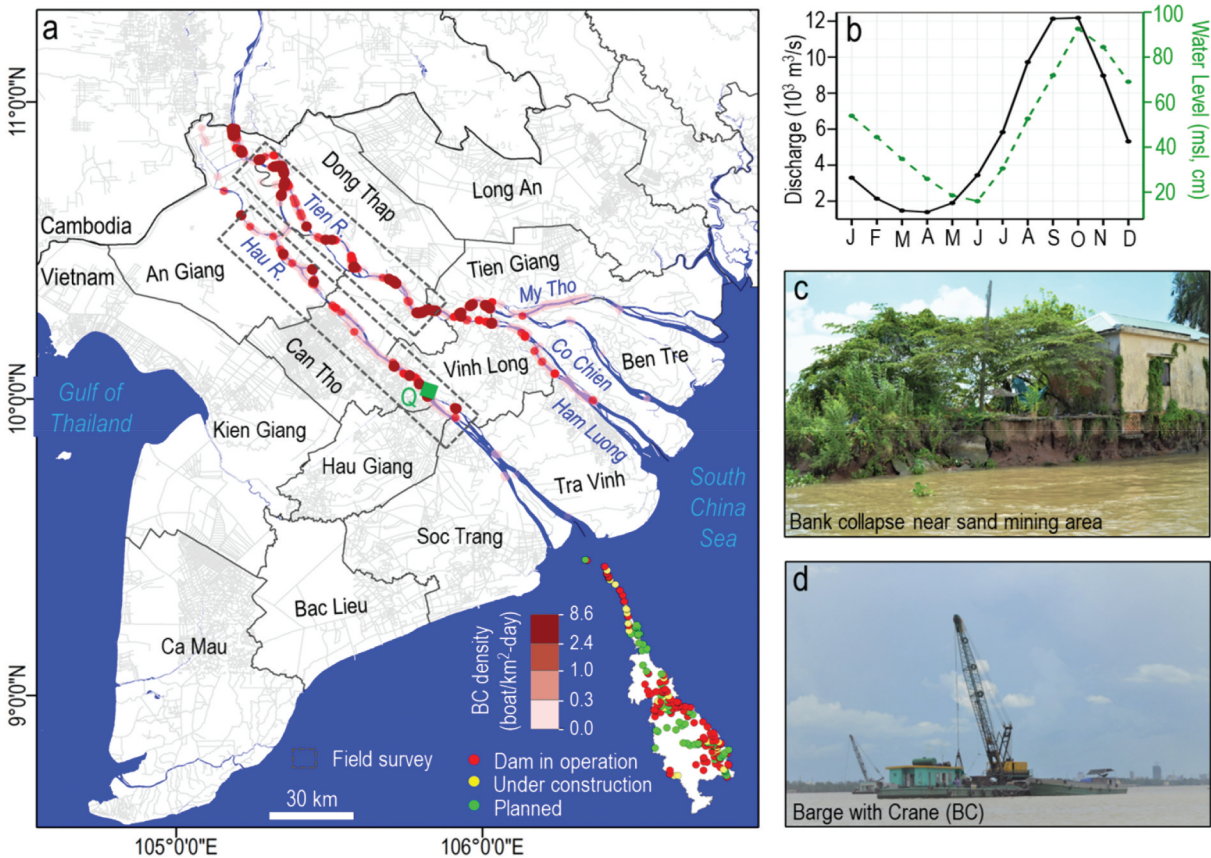 a
11°0'0"N
10°0'0"N
9°0'0"N
105°0'0"E
106°0'0"E
Cambodia
Vietnam
An Giang
Dong Thap
Long An
Tien R.
Hau R.
Tien Giang
My Tho
Co Chien
Ham Luong
Ben Tre
Vinh Long
Can Tho
Q
Gulf of
Thailand
Kien Giang
Hau Giang
Tra Vinh
South
China
Sea
Soc Trang
Bac Lieu
Ca Mau
BC density
(boat/km²-day)
8.6
2.4
1.0
0.3
0.0
Field survey
30 km
Dam in operation
Under construction
Planned
b
Discharge (10³ m³/s)
12
10
8
6
4
2
J F M A M J J A S O N D
100
80
60
40
20
Water Level (msl, cm)
c
Bank collapse near sand mining area
d
Barge with Crane (BC)